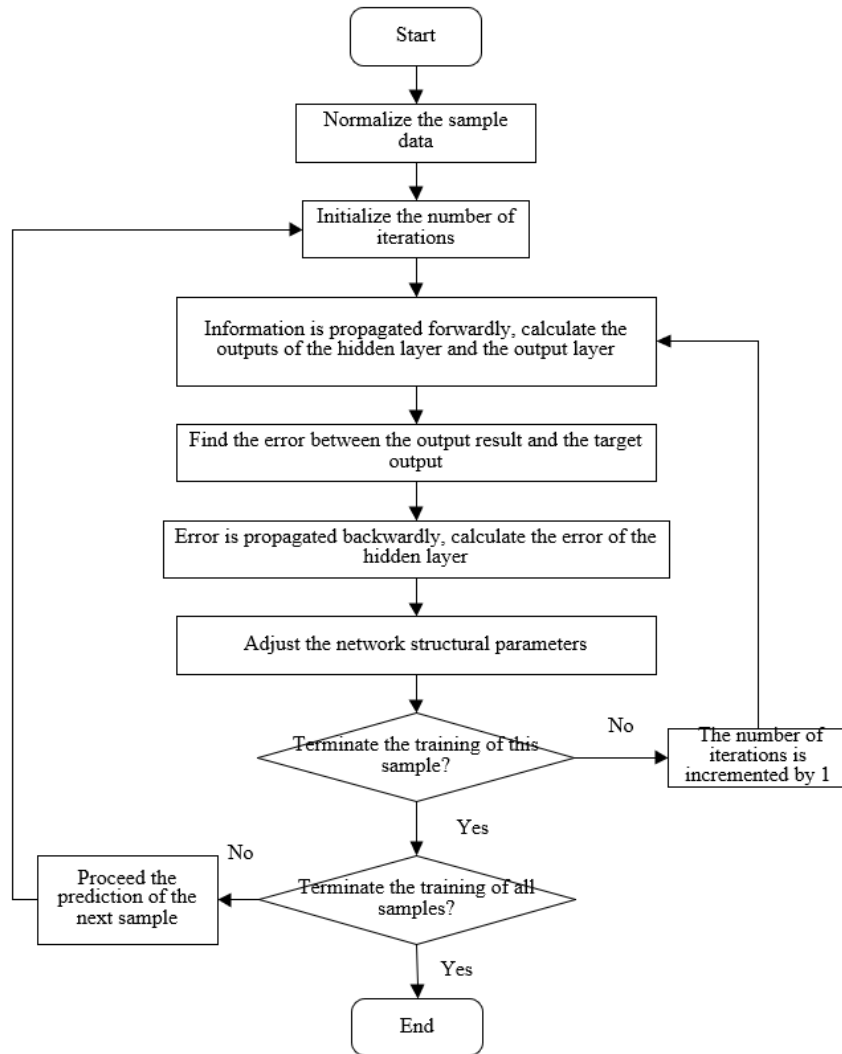 Start
Normalize the sample
data
Initialize the number of
iterations
Information is propagated forwardly, calculate the
outputs of the hidden layer and the output layer
Find the error between the output result and the target
output
Error is propagated backwardly, calculate the error of the
hidden layer
Adjust the network structural parameters
Terminate the training of this
sample?
No
The number of
iterations is
incremented by 1
Yes
Terminate the training of all
samples?
No
Proceed the
prediction of the
next sample
Yes
End